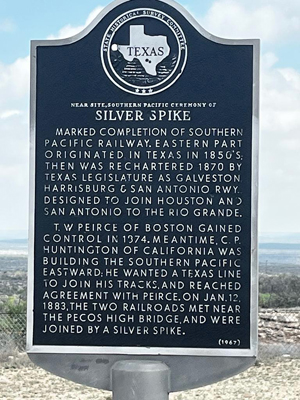 STATE HISTORICAL SURVEY COMMITTEE
TEXAS
NEAR SITE, SOUTHERN PACIFIC CEREMONY OF
SILVER SPIKE
MARKED COMPLETION OF SOUTHERN
PACIFIC RAILWAY. EASTERN PART
ORIGINATED IN TEXAS IN 1850'S;
THEN WAS RECHARTERED 1870 BY
TEXAS LEGISLATURE AS GALVESTON
HARRISBURG & SAN ANTONIO RWY.
DESIGNED TO JOIN HOUSTON AND
SAN ANTONIO TO THE RIO GRANDE.
T. W. PEIRCE OF BOSTON GAINED
CONTROL IN 1874. MEANTIME, C. P.
HUNTINGTON OF CALIFORNIA WAS
BUILDING THE SOUTHERN PACIFIC
EASTWARD; HE WANTED A TEXAS LINE
TO JOIN HIS TRACKS, AND REACHED
AGREEMENT WITH PEIRCE. ON JAN. 12,
1883, THE TWO RAILROADS MET NEAR
THE PECOS HIGH BRIDGE, AND WERE
JOINED BY A SILVER SPIKE.
(1967)